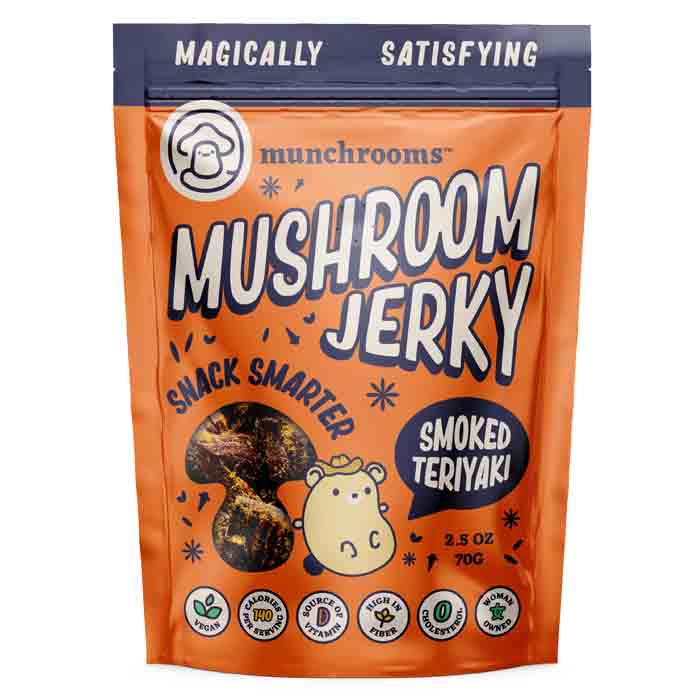 MAGICALLY SATISFYING
munchrooms™
MUSHROOM
JERKY
SNACK SMARTER
SMOKED
TERIYAKI
2.5 OZ
70G
VEGAN
CALORIES
140
PER SERVING
SOURCE OF
D
VITAMIN
HIGH IN
FIBER
0
CHOLESTEROL
WOMAN
OWNED